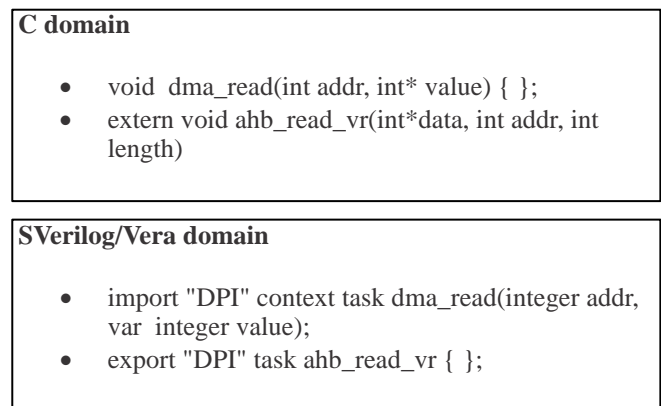 C domain
• void dma_read(int addr, int* value) { };
• extern void ahb_read_vr(int*data, int addr, int
length)
SVerilog/Vera domain
• import "DPI" context task dma_read(integer addr,
var integer value);
• export "DPI" task ahb_read_vr { };